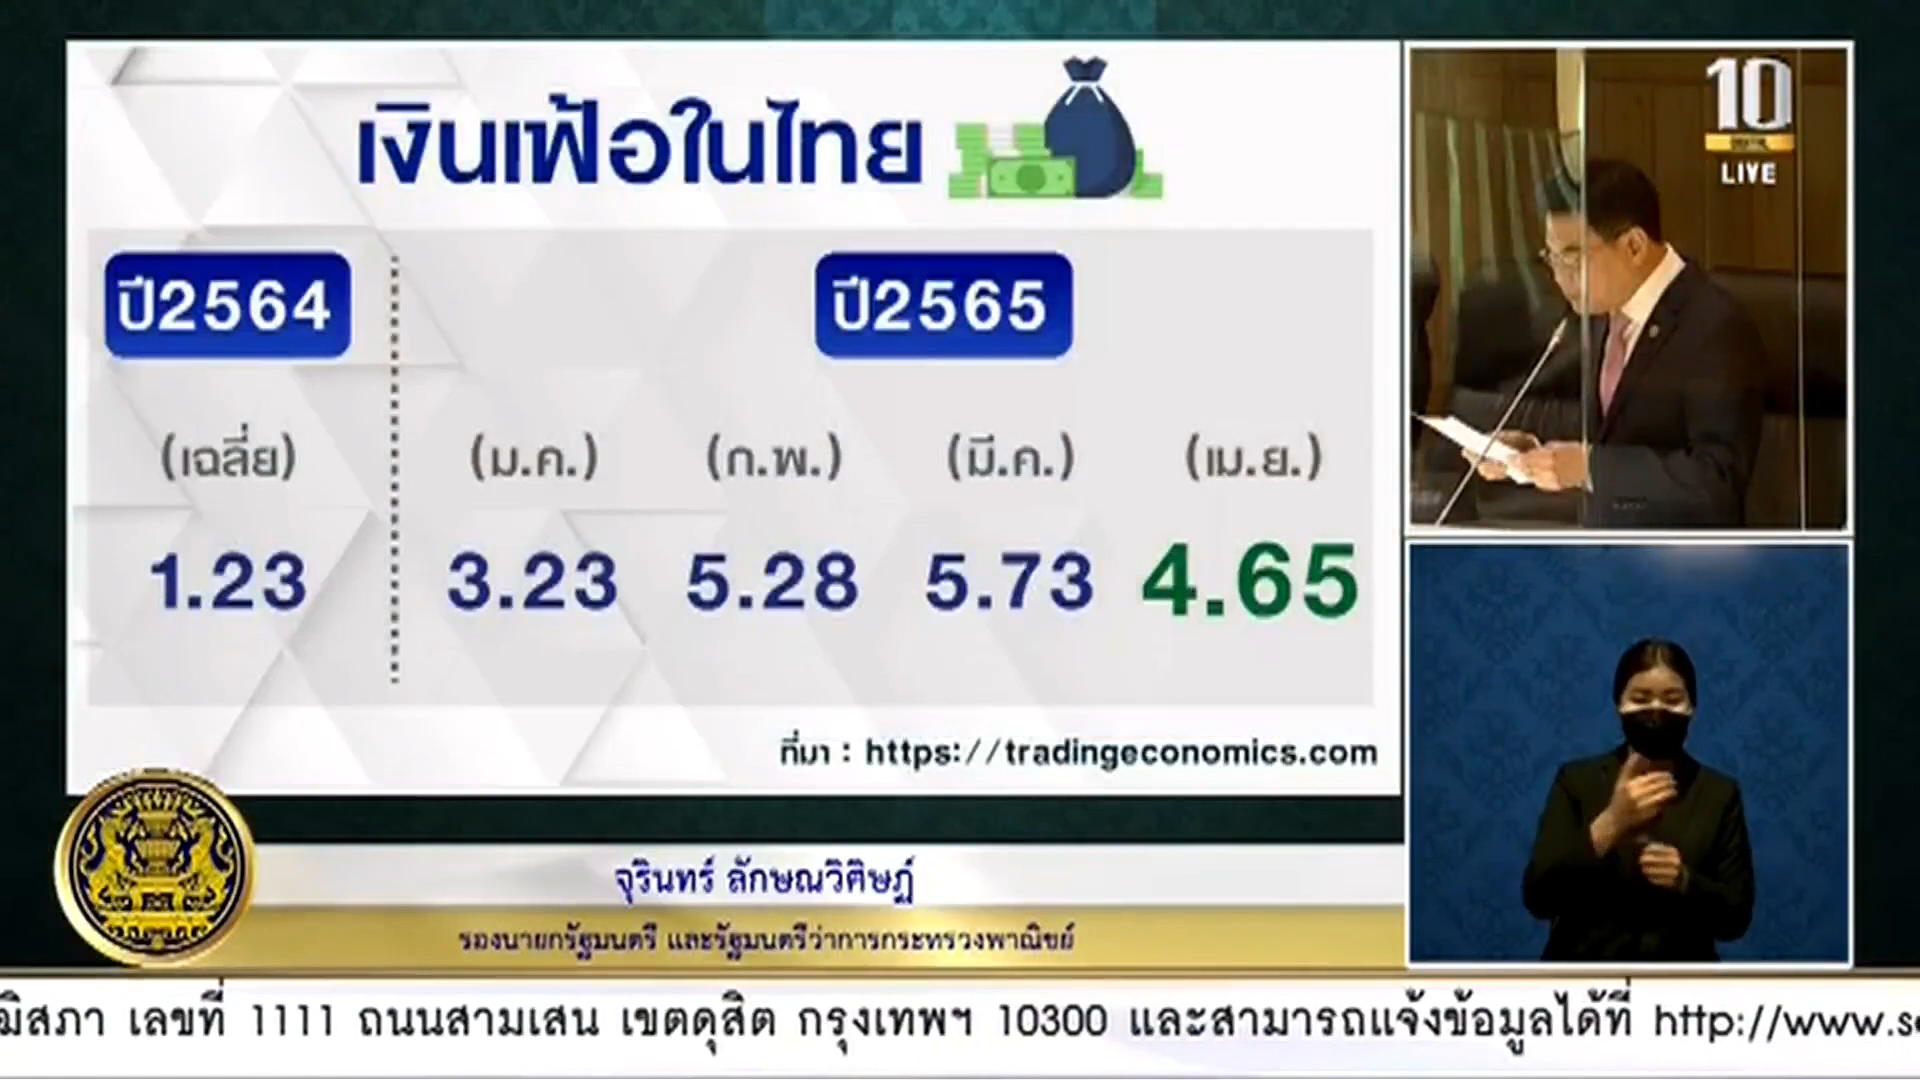 เงินเฟ้อในไทย
ปี2564
ปี2565
(เฉลี่ย) (ม.ค.) (ก.พ.) (มี.ค.) (เม.ย.)
1.23 3.23 5.28 5.73 4.65
ที่มา : https://tradingeconomics.com
10
LIVE
จุรินทร์ ลักษณวิศิษฏ์
รองนายกรัฐมนตรี และรัฐมนตรีว่าการกระทรวงพาณิชย์
ฒิสภา เลขที่ 1111 ถนนสามเสน เขตดุสิต กรุงเทพฯ 10300 และสามารถแจ้งข้อมูลได้ที่ http://www.se